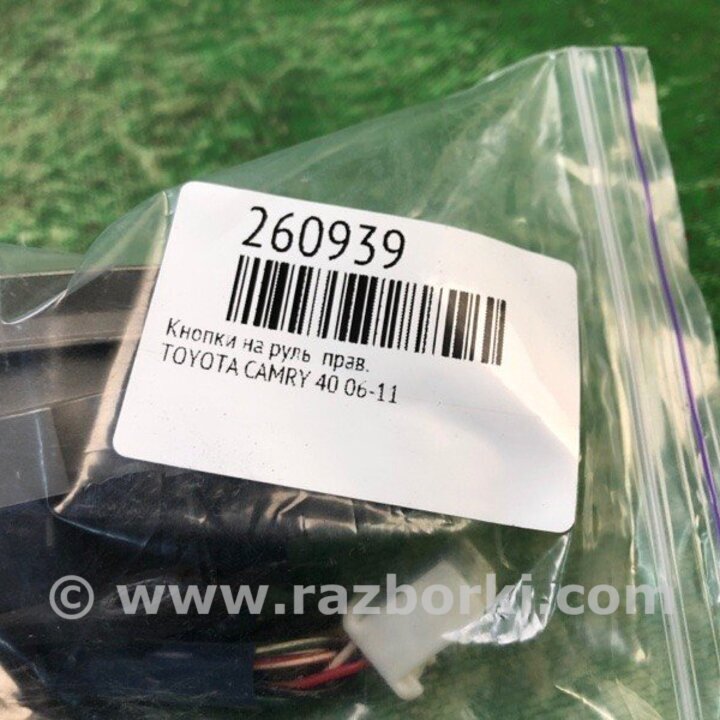 260939
Кнопки на руль прав.
TOYOTA CAMRY 40 06-11
© www.razborki.com